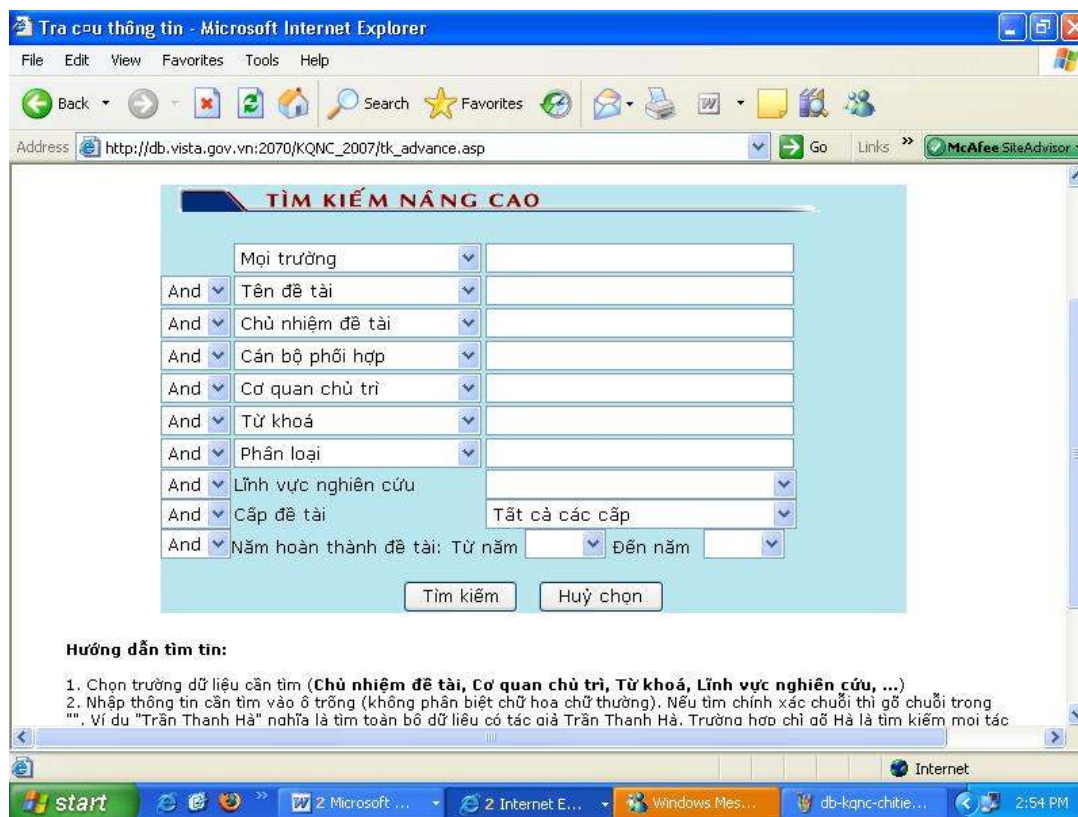 Tra c¤u thông tin - Microsoft Internet Explorer
File Edit View Favorites Tools Help
Back Search Favorites
Address http://db.vista.gov.vn:2070/KQNC_2007/tk_advance.asp Go Links » McAfee SiteAdvisor
TÌM KIẾM NÂNG CAO
Mọi trường
And Tên đề tài
And Chủ nhiệm đề tài
And Cán bộ phối hợp
And Cơ quan chủ trì
And Từ khoá
And Phân loại
And Lĩnh vực nghiên cứu
And Cấp đề tài Tất cả các cấp
And Năm hoàn thành đề tài: Từ năm Đến năm
Tìm kiếm Huỷ chọn
Hướng dẫn tìm tin:
1. Chọn trường dữ liệu cần tìm (Chủ nhiệm đề tài, Cơ quan chủ trì, Từ khoá, Lĩnh vực nghiên cứu, ...)
2. Nhập thông tin cần tìm vào ô trống (không phân biệt chữ hoa chữ thường). Nếu tìm chính xác chuỗi thì gõ chuỗi trong
"". Ví dụ "Trần Thanh Hà" nghĩa là tìm toàn bộ dữ liệu có tác giả Trần Thanh Hà. Trường hợp chỉ gõ Hà là tìm kiếm mọi tác
Internet
start » 2 Microsoft ... 2 Internet E... Windows Mes... db-kqnc-chitie... 2:54 PM